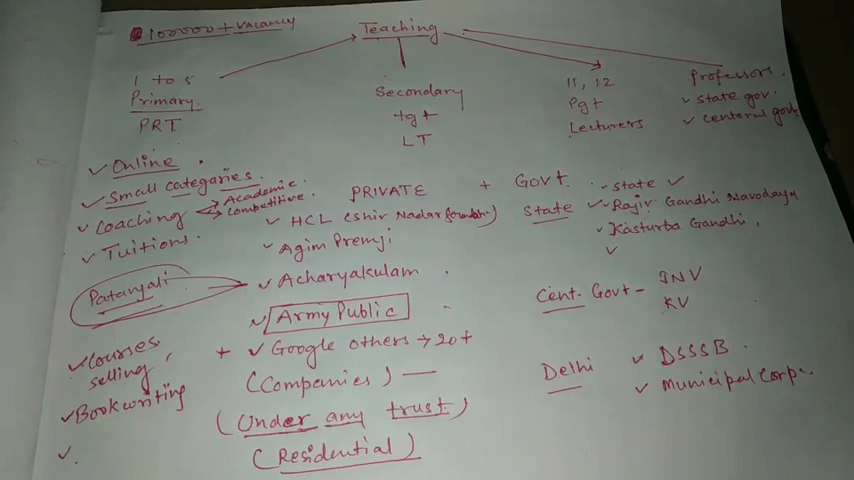 100000+ vacancy
Teaching
1 to 5
Primary.
PRT
Secondary
tgt
LT
11, 12
Pgt
Lecturers
Professors.
✓ state gov.
✓ centeral govt
✓ Online .
✓ Small categories.
✓ Coaching
Academic.
Competitive.
✓ Tuitions.
Patanjali
✓ Courses
selling,
✓ Book writing
✓ .
PRIVATE + GOVt.
✓ HCL (Shiv Nadar
✓ Agim Premji
✓ Acharyakulam .
✓ Army Public
+ ✓ Google others → 20+
(Companies) —
(Under any trust)
(Residential)
State
- State ✓
✓ Rajiv Gandhi Navodaya
✓ Kasturba Gandhi .
✓
Cent. Govt - JNV
KV
Delhi
✓ DSSSB .
✓ Municipal Corp.